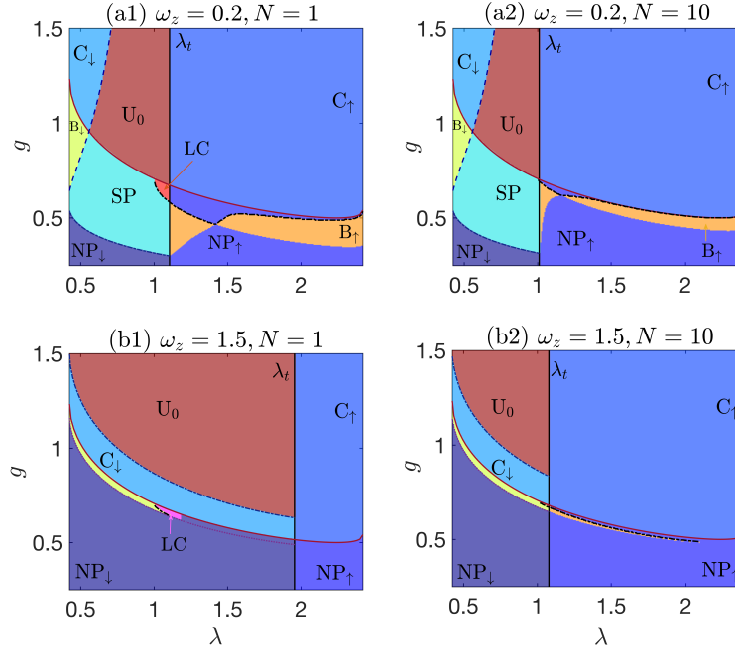 (a1) ω_z = 0.2, N = 1
(a2) ω_z = 0.2, N = 10
1.5
1
0.5
g
C↓
B↓
U₀
λ_t
LC
SP
NP↓
NP↑
B↑
C↑
0.5
1
1.5
2
1.5
1
0.5
g
C↓
B↓
U₀
λ_t
SP
NP↓
NP↑
B↑
C↑
0.5
1
1.5
2
(b1) ω_z = 1.5, N = 1
(b2) ω_z = 1.5, N = 10
1.5
1
0.5
g
U₀
λ_t
C↓
C↑
LC
NP↓
NP↑
0.5
1
1.5
2
λ
1.5
1
0.5
g
U₀
λ_t
C↓
C↑
NP↓
NP↑
0.5
1
1.5
2
λ